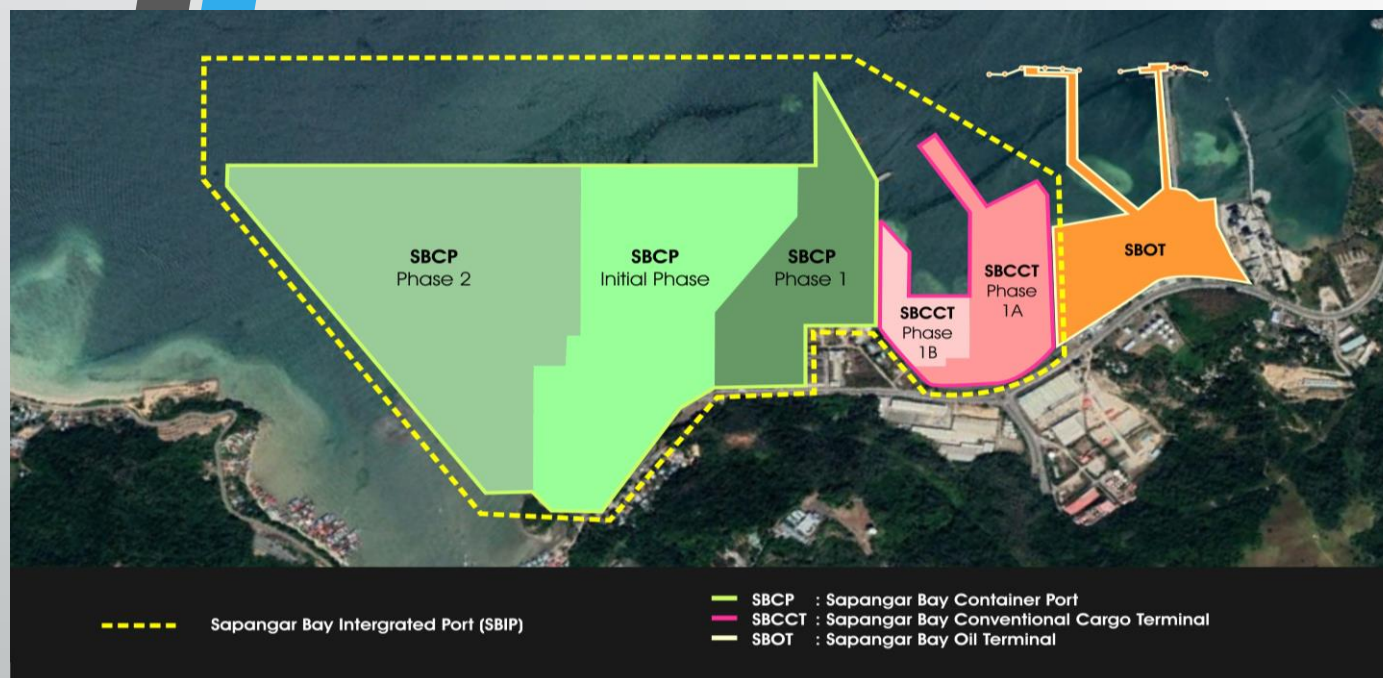 SBCP
Phase 2
SBCP
Initial Phase
SBCP
Phase 1
SBCCT
Phase
1B
SBCCT
Phase
1A
SBOT
Sapangar Bay Intergrated Port (SBIP)
SBCP : Sapangar Bay Container Port
SBCCT : Sapangar Bay Conventional Cargo Terminal
SBOT : Sapangar Bay Oil Terminal